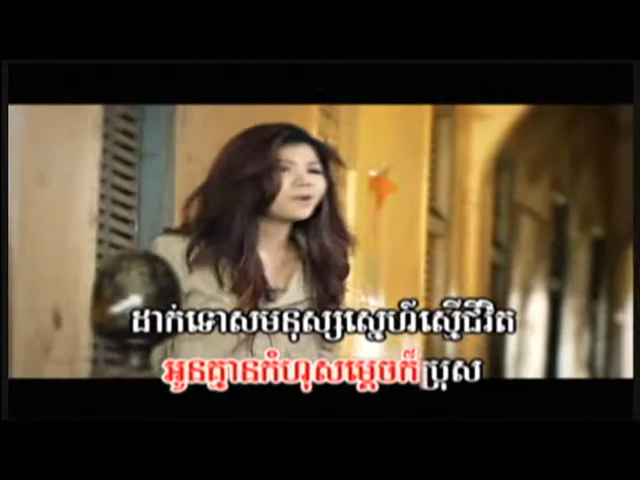 ដាក់ទោសមនុស្សស្នេហ៍ស្មើជីវិត
អូនគ្មានកំហុសម្ដេចក៏ប្រុស